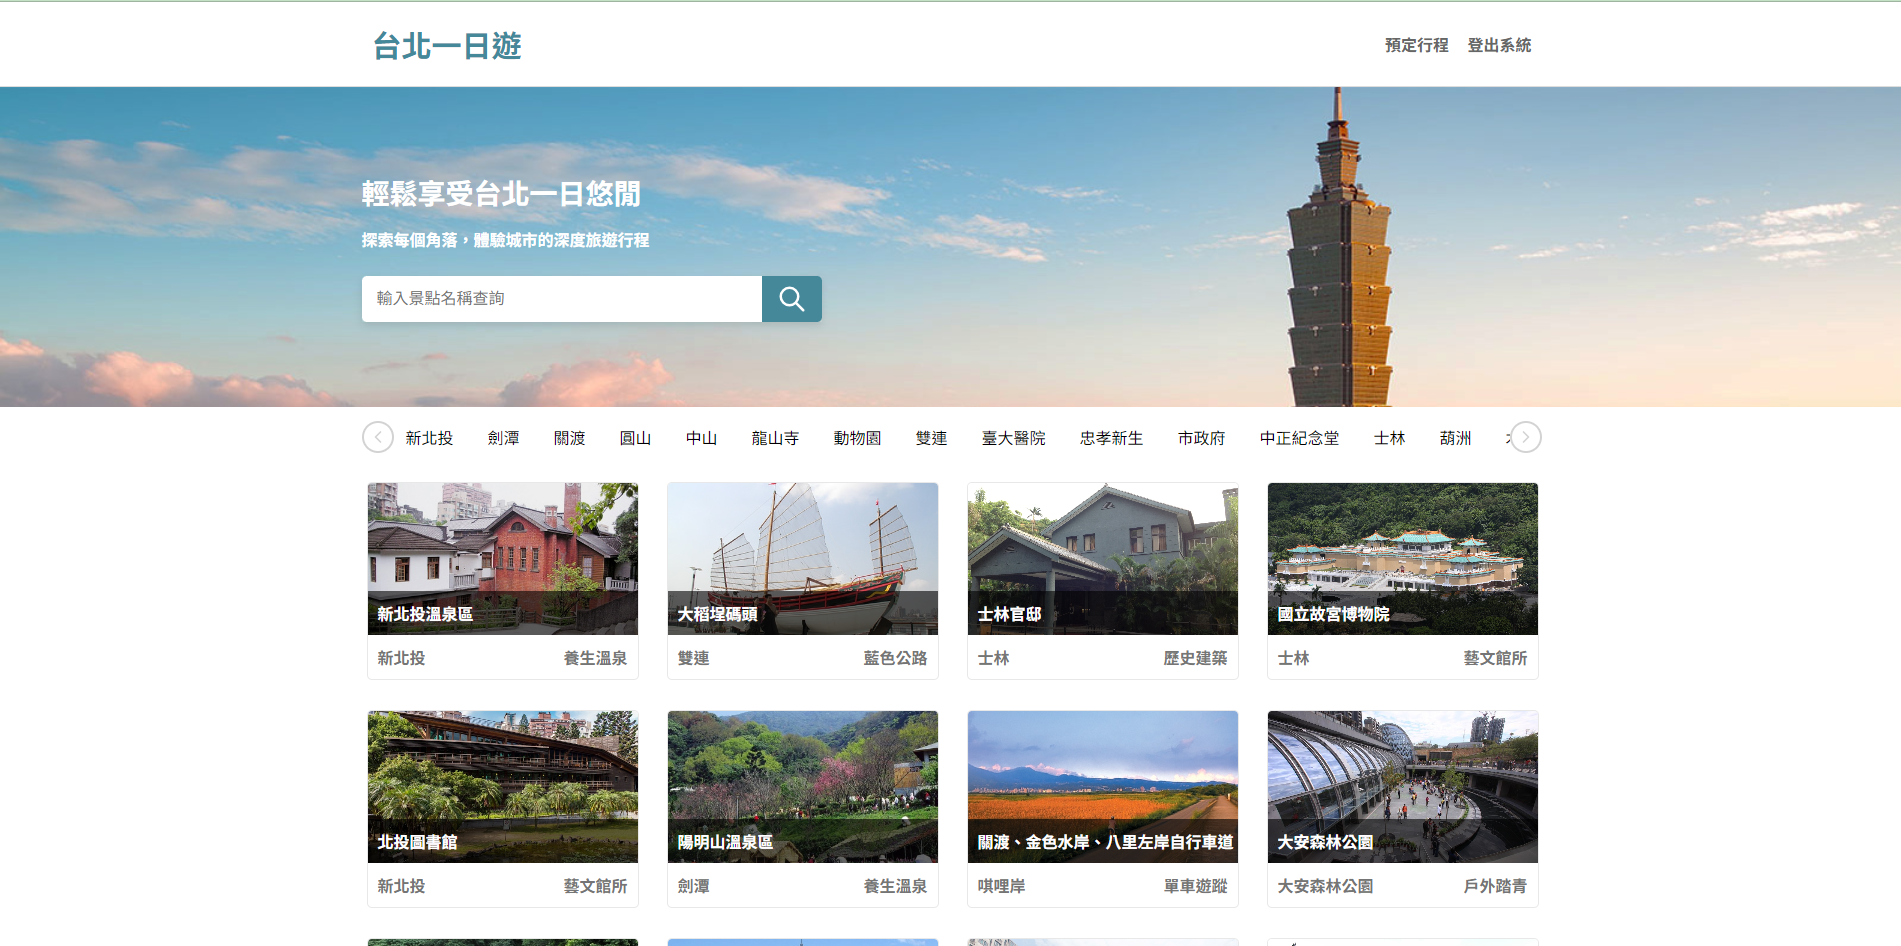 台北一日遊
預定行程 登出系統
輕鬆享受台北一日悠閒
探索每個角落，體驗城市的深度旅遊行程
輸入景點名稱查詢
新北投 劍潭 關渡 圓山 中山 龍山寺 動物園 雙連 臺大醫院 忠孝新生 市政府 中正紀念堂 士林 葫洲
新北投溫泉區
新北投 養生溫泉
大稻埕碼頭
雙連 藍色公路
士林官邸
士林 歷史建築
國立故宮博物院
士林 藝文館所
北投圖書館
新北投 藝文館所
陽明山溫泉區
劍潭 養生溫泉
關渡、金色水岸、八里左岸自行車道
唭哩岸 單車遊蹤
大安森林公園
大安森林公園 戶外踏青